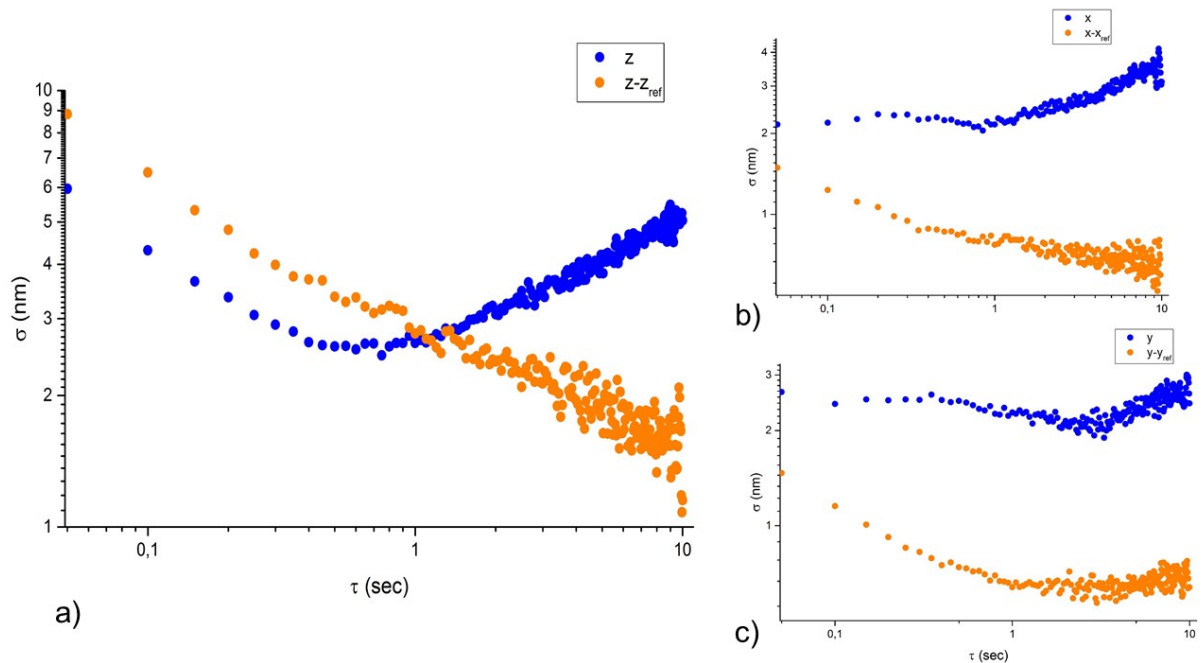 z
z-zref
10
9
8
7
6
5
4
3
2
1
σ (nm)
0,1
1
10
τ (sec)
a)
x
x-xref
4
3
2
1
σ (nm)
0,1
1
10
b)
y
y-yref
3
2
1
σ (nm)
0,1
1
10
τ (sec)
c)